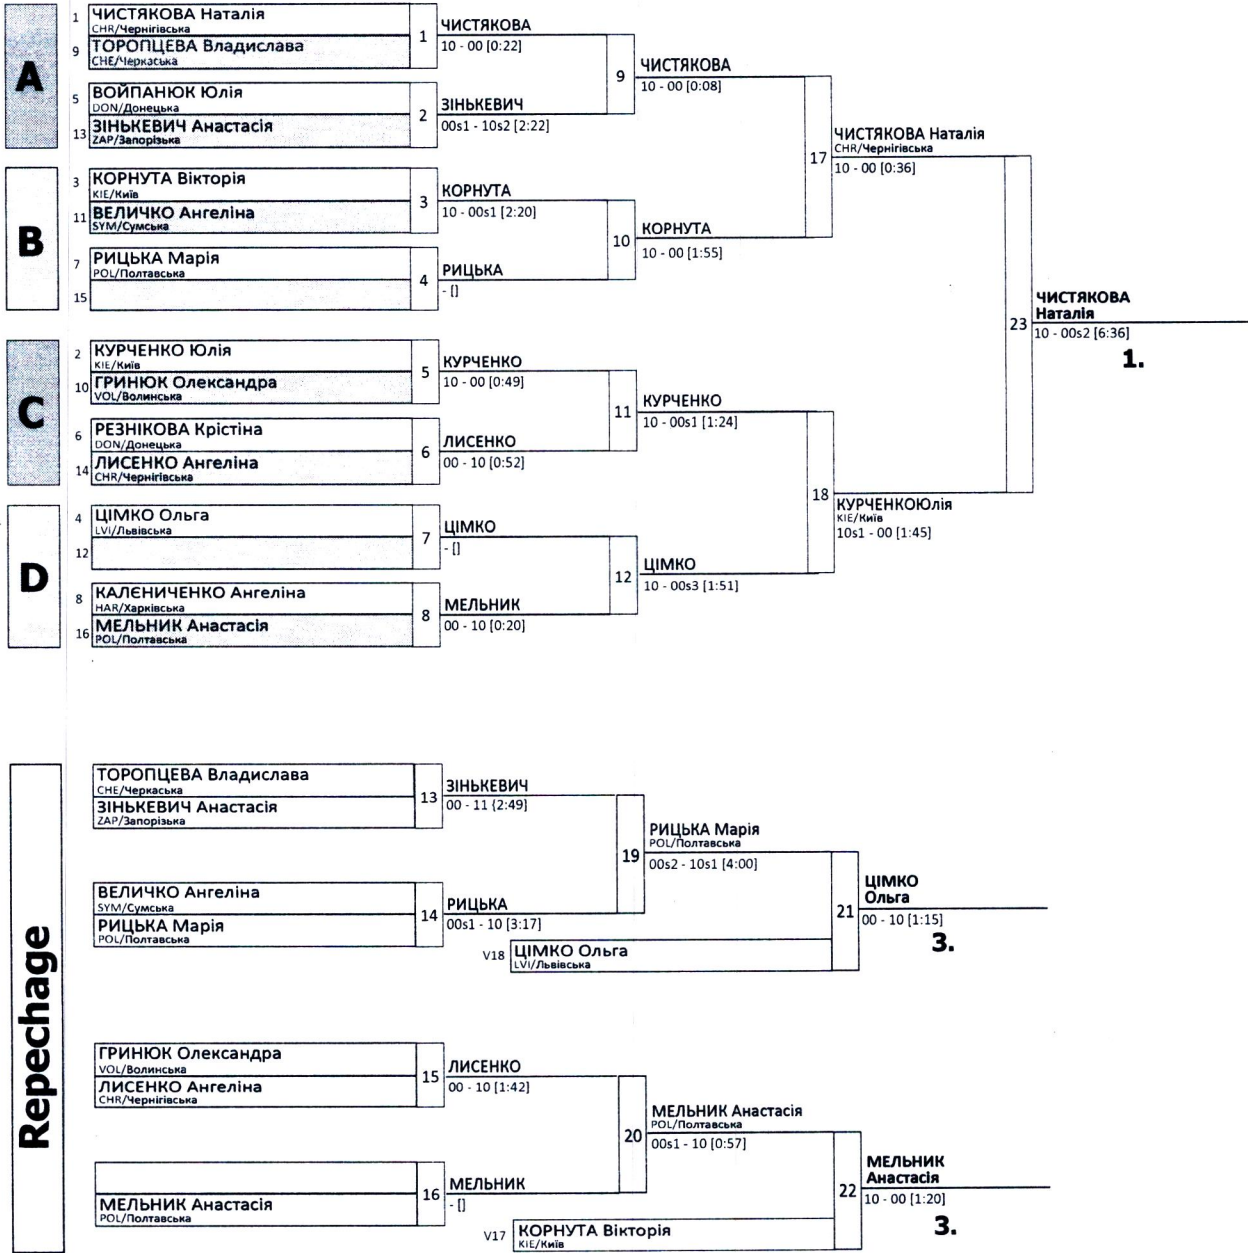 A
1 ЧИСТЯКОВА Наталія
CHR/Чернігівська
9 ТОРОПЦЕВА Владислава
CHE/Черкаська
1
ЧИСТЯКОВА
10 - 00 [0:22]
5 ВОЙПАНЮК Юлія
DON/Донецька
13 ЗІНЬКЕВИЧ Анастасія
ZAP/Запорізька
2
ЗІНЬКЕВИЧ
00s1 - 10s2 [2:22]
9
ЧИСТЯКОВА
10 - 00 [0:08]
B
3 КОРНУТА Вікторія
KIE/Київ
11 ВЕЛИЧКО Ангеліна
SYM/Сумська
3
КОРНУТА
10 - 00s1 [2:20]
7 РИЦЬКА Марія
POL/Полтавська
15
4
РИЦЬКА
- []
10
КОРНУТА
10 - 00 [1:55]
17
ЧИСТЯКОВА Наталія
CHR/Чернігівська
10 - 00 [0:36]
C
2 КУРЧЕНКО Юлія
KIE/Київ
10 ГРИНЮК Олександра
VOL/Волинська
5
КУРЧЕНКО
10 - 00 [0:49]
6 РЕЗНІКОВА Крістіна
DON/Донецька
14 ЛИСЕНКО Ангеліна
CHR/Чернігівська
6
ЛИСЕНКО
00 - 10 [0:52]
11
КУРЧЕНКО
10 - 00s1 [1:24]
D
4 ЦІМКО Ольга
LVI/Львівська
12
7
ЦІМКО
- []
8 КАЛЄНИЧЕНКО Ангеліна
HAR/Харківська
16 МЕЛЬНИК Анастасія
POL/Полтавська
8
МЕЛЬНИК
00 - 10 [0:20]
12
ЦІМКО
10 - 00s3 [1:51]
18
КУРЧЕНКОЮлія
KIE/Київ
10s1 - 00 [1:45]
23
ЧИСТЯКОВА
Наталія
10 - 00s2 [6:36]
1.
Repechage
ТОРОПЦЕВА Владислава
CHE/Черкаська
ЗІНЬКЕВИЧ Анастасія
ZAP/Запорізька
13
ЗІНЬКЕВИЧ
00 - 11 {2:49]
ВЕЛИЧКО Ангеліна
SYM/Сумська
РИЦЬКА Марія
POL/Полтавська
14
РИЦЬКА
00s1 - 10 [3:17]
19
РИЦЬКА Марія
POL/Полтавська
00s2 - 10s1 [4:00]
V18 ЦІМКО Ольга
LVI/Львівська
21
ЦІМКО
Ольга
00 - 10 [1:15]
3.
ГРИНЮК Олександра
VOL/Волинська
ЛИСЕНКО Ангеліна
CHR/Чернігівська
15
ЛИСЕНКО
00 - 10 [1:42]
МЕЛЬНИК Анастасія
POL/Полтавська
16
МЕЛЬНИК
- []
20
МЕЛЬНИК Анастасія
POL/Полтавська
00s1 - 10 [0:57]
V17 КОРНУТА Вікторія
KIE/Київ
22
МЕЛЬНИК
Анастасія
10 - 00 [1:20]
3.